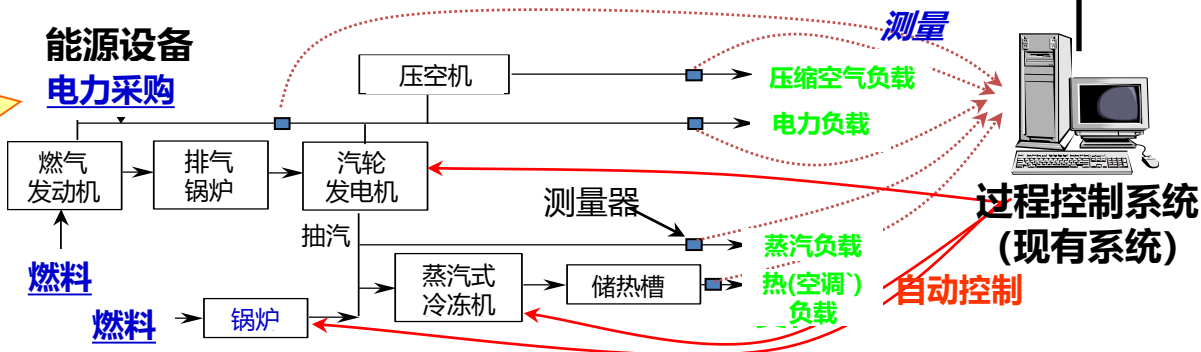 能源设备
电力采购
测量
压空机
压缩空气负载
电力负载
燃气
发动机
排气
锅炉
汽轮
发电机
测量器
过程控制系统
（现有系统）
抽汽
蒸汽负载
燃料
蒸汽式
冷冻机
储热槽
热(空调`)
负载
自动控制
燃料
锅炉